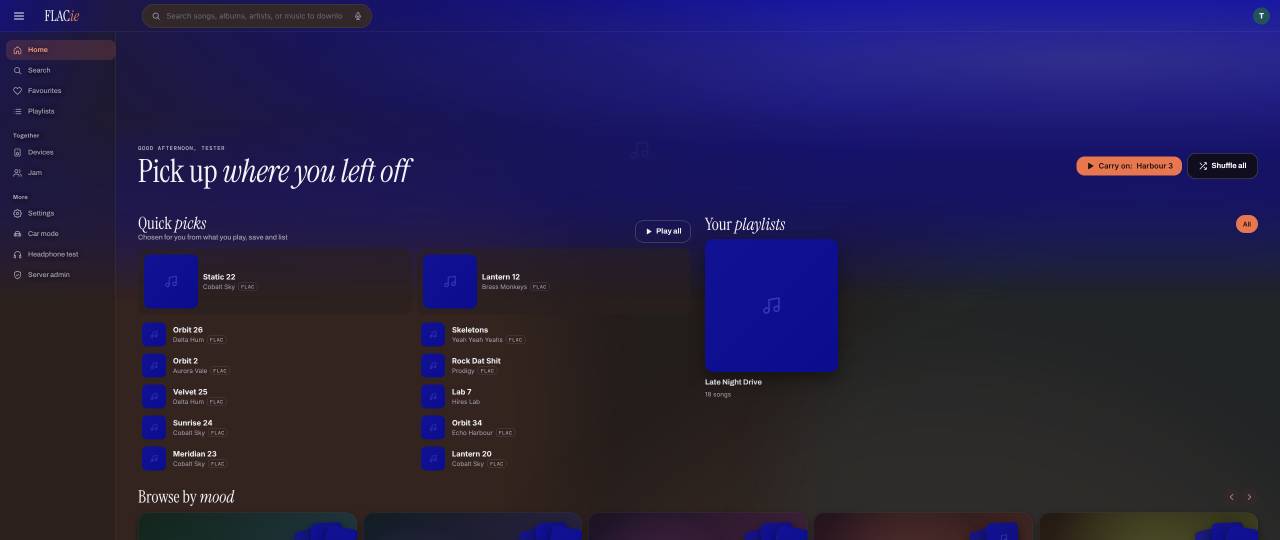 FLACie
Search songs, albums, artists, or music to downlo
T
Home
Search
Favourites
Playlists
Together
Devices
Jam
More
Settings
Car mode
Headphone test
Server admin
GOOD AFTERNOON, TESTER
Pick up where you left off
Carry on: Harbour 3
Shuffle all
Quick picks
Chosen for you from what you play, save and list
Play all
Static 22
Cobalt Sky FLAC
Lantern 12
Brass Monkeys FLAC
Orbit 26
Delta Hum FLAC
Skeletons
Yeah Yeah Yeahs FLAC
Orbit 2
Aurora Vale FLAC
Rock Dat Shit
Prodigy FLAC
Velvet 25
Delta Hum FLAC
Lab 7
Hires Lab
Sunrise 24
Cobalt Sky FLAC
Orbit 34
Echo Harbour FLAC
Meridian 23
Cobalt Sky FLAC
Lantern 20
Cobalt Sky FLAC
Your playlists
All
Late Night Drive
18 songs
Browse by mood